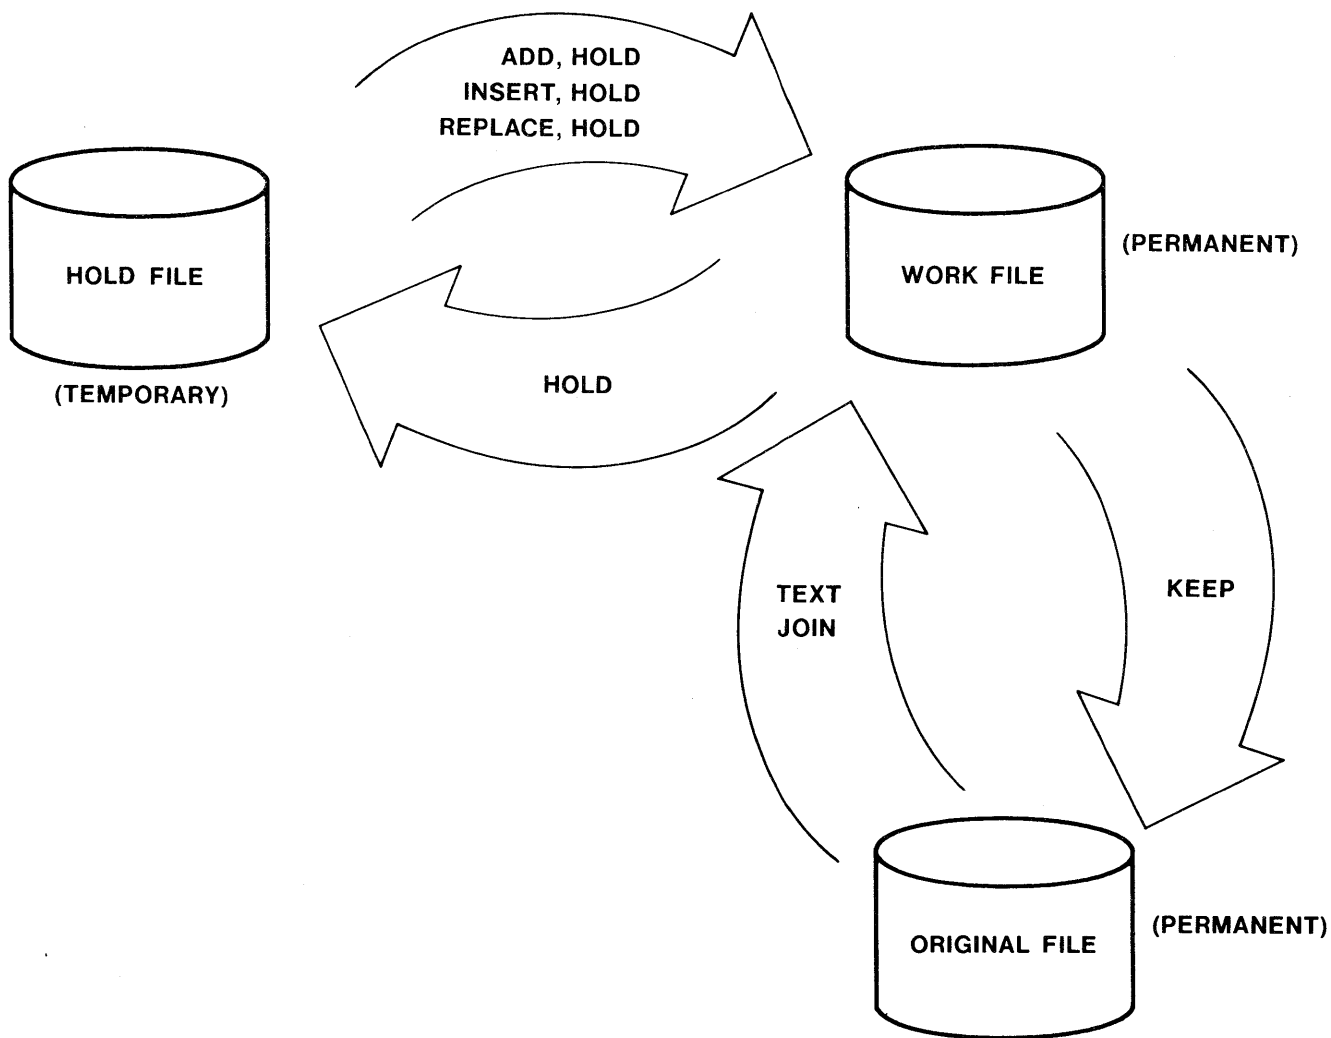 ADD, HOLD
INSERT, HOLD
REPLACE, HOLD
HOLD FILE
(TEMPORARY)
WORK FILE
(PERMANENT)
HOLD
TEXT
JOIN
KEEP
ORIGINAL FILE
(PERMANENT)